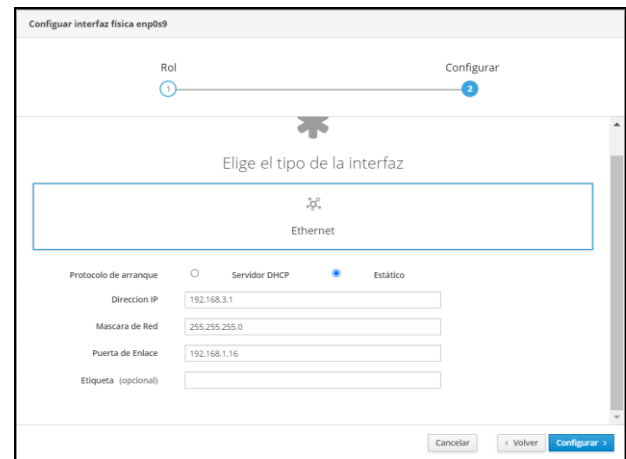 Configuar interfaz física enp0s9
Rol Configurar
1 2
Elige el tipo de la interfaz
Ethernet
Protocolo de arranque Servidor DHCP Estático
Direccion IP 192.168.3.1
Mascara de Red 255.255.255.0
Puerta de Enlace 192.168.1.16
Etiqueta (opcional)
Cancelar < Volver Configurar >